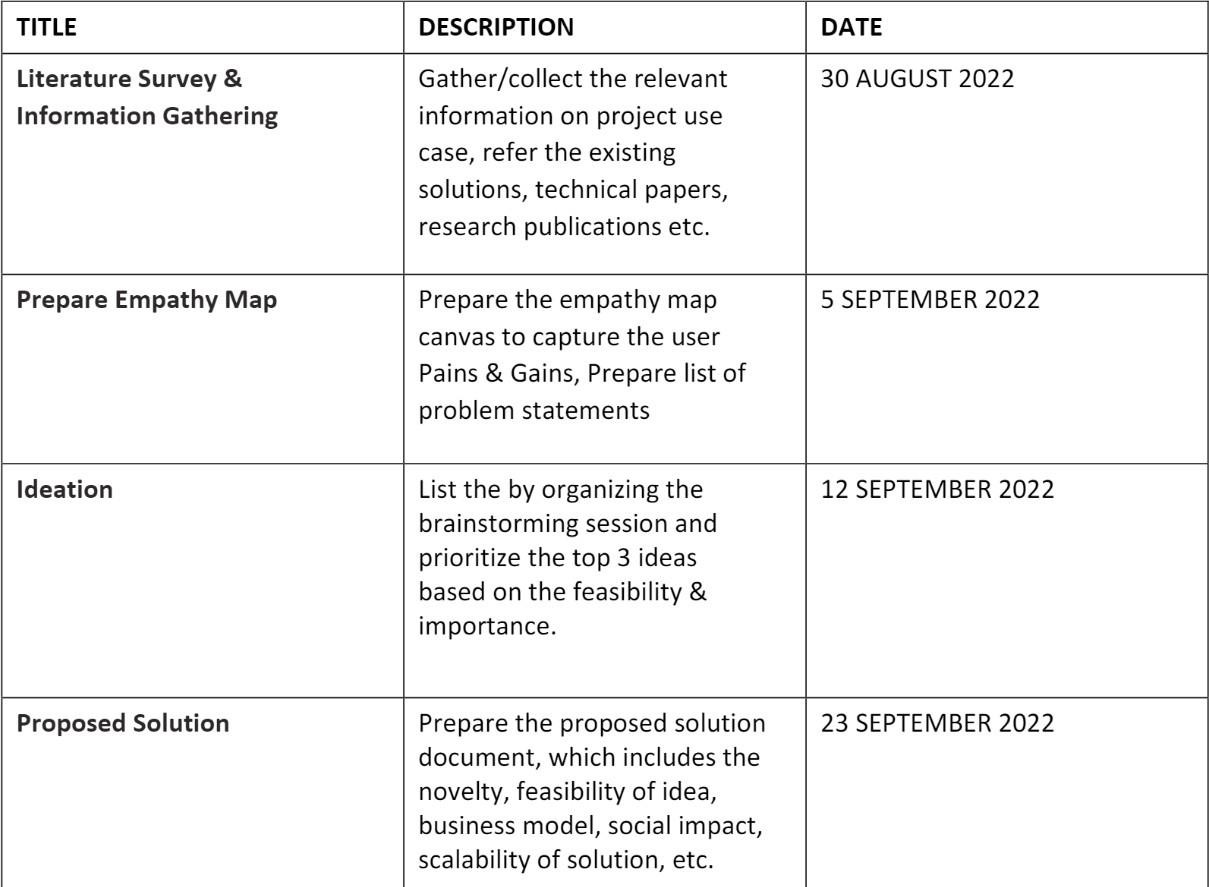 TITLE
DESCRIPTION
DATE
Literature Survey &
Information Gathering
Gather/collect the relevant
information on project use
case, refer the existing
solutions, technical papers,
research publications etc.
30 AUGUST 2022
Prepare Empathy Map
Prepare the empathy map
canvas to capture the user
Pains & Gains, Prepare list of
problem statements
5 SEPTEMBER 2022
Ideation
List the by organizing the
brainstorming session and
prioritize the top 3 ideas
based on the feasibility &
importance.
12 SEPTEMBER 2022
Proposed Solution
Prepare the proposed solution
document, which includes the
novelty, feasibility of idea,
business model, social impact,
scalability of solution, etc.
23 SEPTEMBER 2022